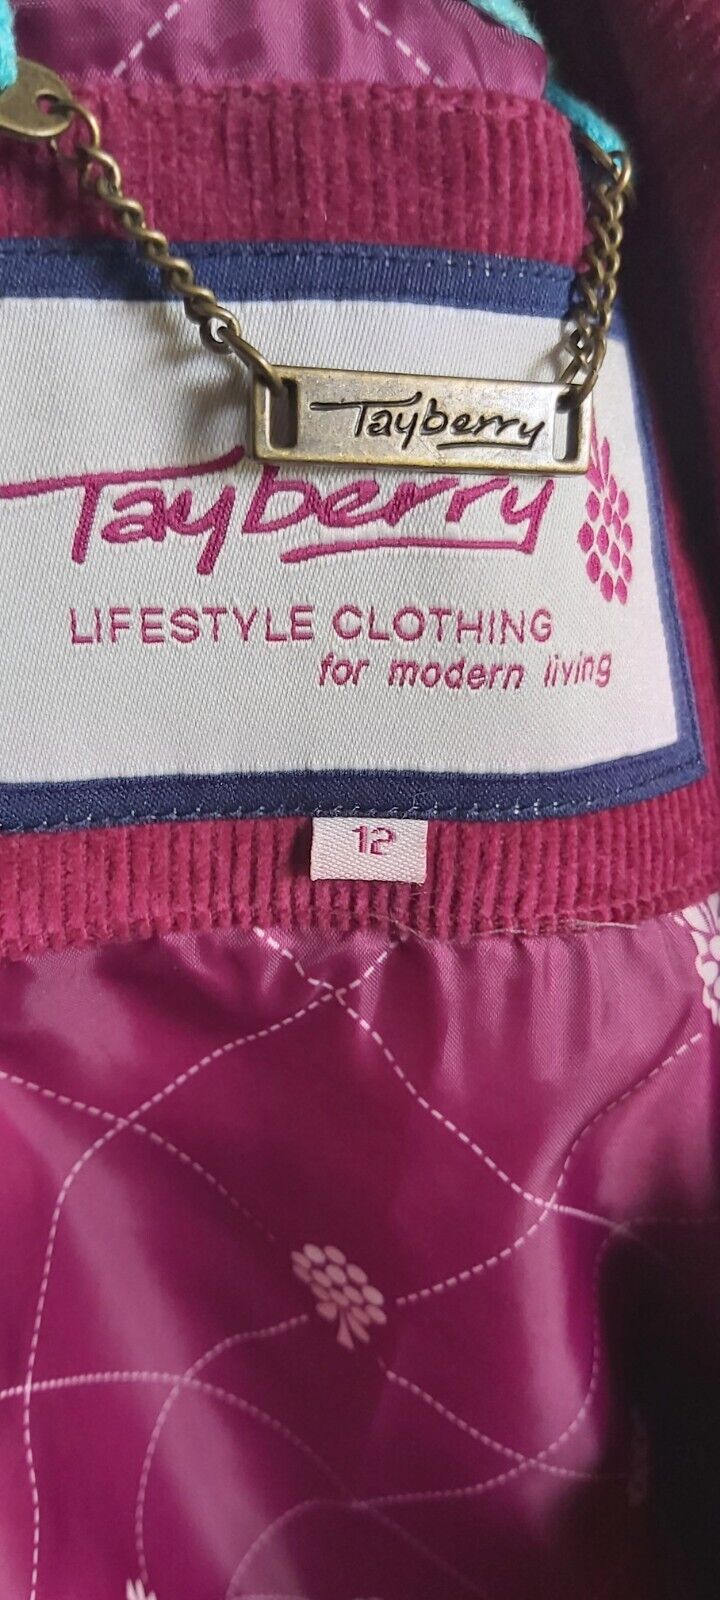 Tayberry
Tayberry
LIFESTYLE CLOTHING
for modern living
12